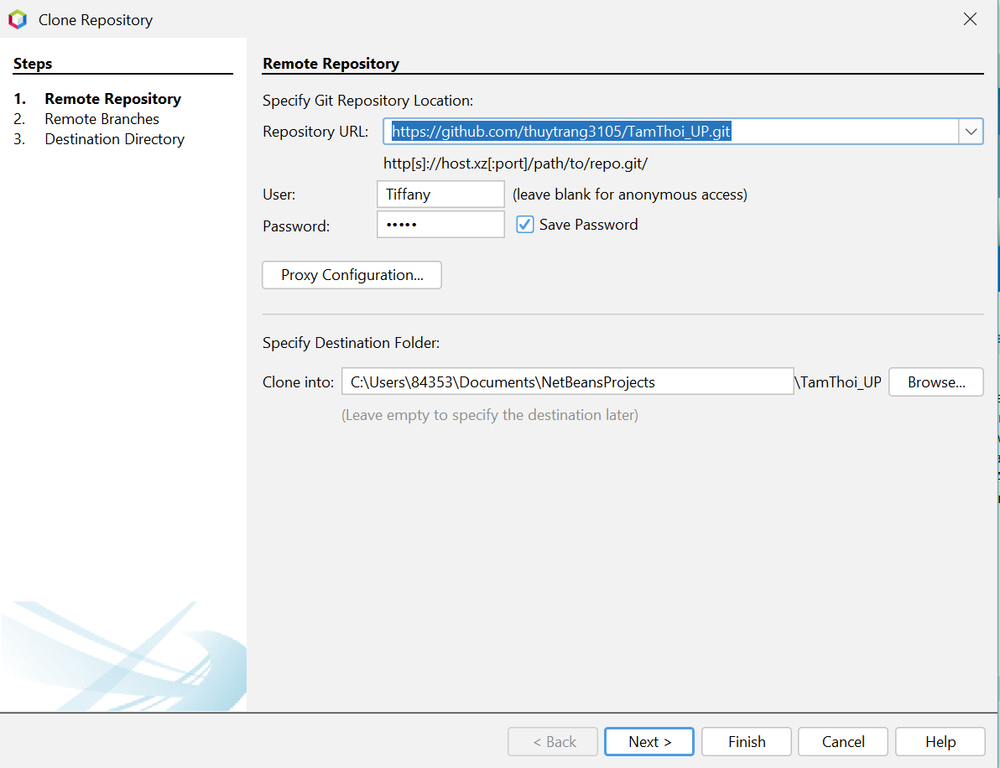 Clone Repository
Steps
1. Remote Repository
2. Remote Branches
3. Destination Directory
Remote Repository
Specify Git Repository Location:
Repository URL: https://github.com/thuytrang3105/TamThoi_UP.git
http[s]://host.xz[:port]/path/to/repo.git/
User: Tiffany (leave blank for anonymous access)
Password: ••••• Save Password
Proxy Configuration...
Specify Destination Folder:
Clone into: C:\Users\84353\Documents\NetBeansProjects \TamThoi_UP Browse...
(Leave empty to specify the destination later)
< Back Next > Finish Cancel Help